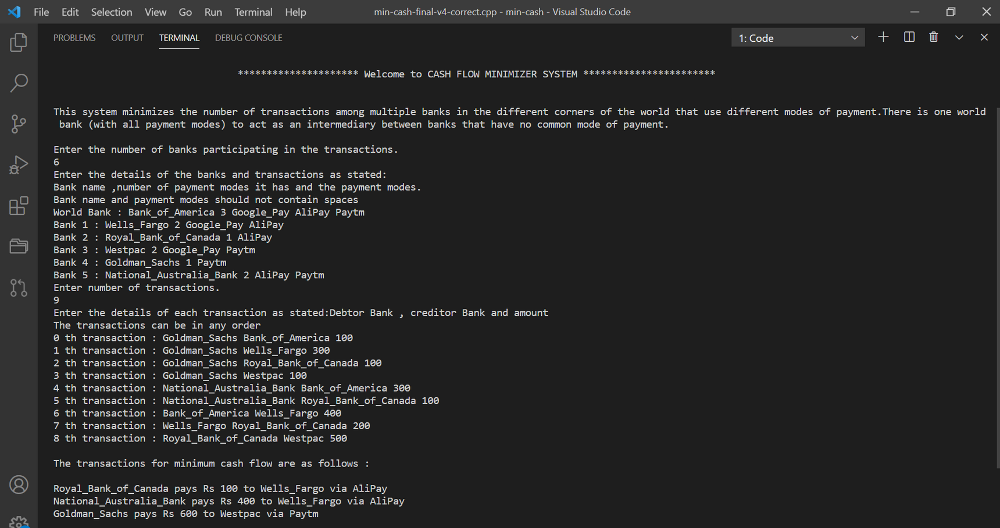 File Edit Selection View Go Run Terminal Help min-cash-final-v4-correct.cpp - min-cash - Visual Studio Code
PROBLEMS OUTPUT TERMINAL DEBUG CONSOLE 1: Code
********************* Welcome to CASH FLOW MINIMIZER SYSTEM ***********************
This system minimizes the number of transactions among multiple banks in the different corners of the world that use different modes of payment.There is one world
bank (with all payment modes) to act as an intermediary between banks that have no common mode of payment.
Enter the number of banks participating in the transactions.
6
Enter the details of the banks and transactions as stated:
Bank name ,number of payment modes it has and the payment modes.
Bank name and payment modes should not contain spaces
World Bank : Bank_of_America 3 Google_Pay AliPay Paytm
Bank 1 : Wells_Fargo 2 Google_Pay AliPay
Bank 2 : Royal_Bank_of_Canada 1 AliPay
Bank 3 : Westpac 2 Google_Pay Paytm
Bank 4 : Goldman_Sachs 1 Paytm
Bank 5 : National_Australia_Bank 2 AliPay Paytm
Enter number of transactions.
9
Enter the details of each transaction as stated:Debtor Bank , creditor Bank and amount
The transactions can be in any order
0 th transaction : Goldman_Sachs Bank_of_America 100
1 th transaction : Goldman_Sachs Wells_Fargo 300
2 th transaction : Goldman_Sachs Royal_Bank_of_Canada 100
3 th transaction : Goldman_Sachs Westpac 100
4 th transaction : National_Australia_Bank Bank_of_America 300
5 th transaction : National_Australia_Bank Royal_Bank_of_Canada 100
6 th transaction : Bank_of_America Wells_Fargo 400
7 th transaction : Wells_Fargo Royal_Bank_of_Canada 200
8 th transaction : Royal_Bank_of_Canada Westpac 500
The transactions for minimum cash flow are as follows :
Royal_Bank_of_Canada pays Rs 100 to Wells_Fargo via AliPay
National_Australia_Bank pays Rs 400 to Wells_Fargo via AliPay
Goldman_Sachs pays Rs 600 to Westpac via Paytm